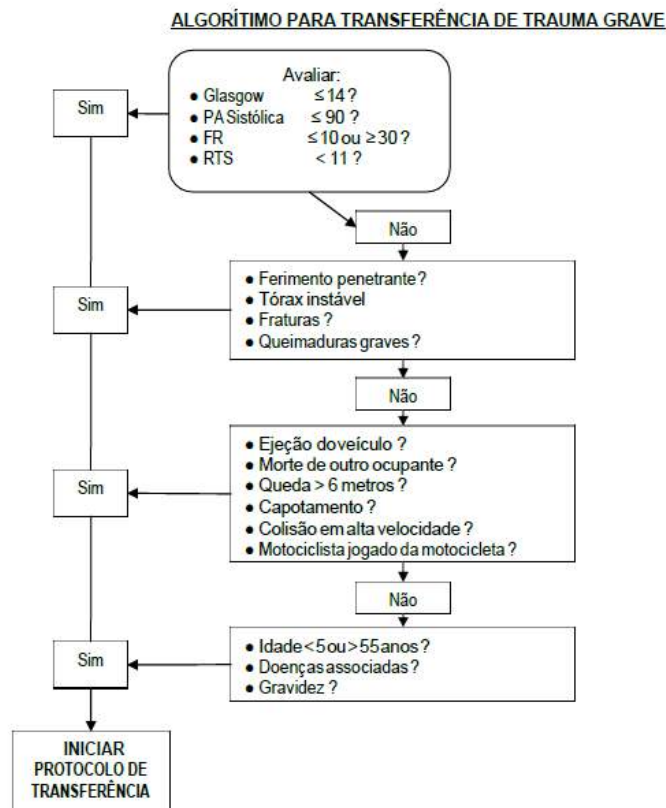 ALGORÍTIMO PARA TRANSFERÊNCIA DE TRAUMA GRAVE
Avaliar:
● Glasgow ≤ 14 ?
● PA Sistólica ≤ 90 ?
● FR ≤ 10 ou ≥ 30 ?
● RTS < 11 ?
Sim
Não
● Ferimento penetrante ?
● Tórax instável
● Fraturas ?
● Queimaduras graves ?
Sim
Não
● Ejeção do veículo ?
● Morte de outro ocupante ?
● Queda > 6 metros ?
● Capotamento ?
● Colisão em alta velocidade ?
● Motociclista jogado da motocicleta ?
Sim
Não
● Idade < 5 ou > 55 anos ?
● Doenças associadas?
● Gravidez ?
Sim
INICIAR
PROTOCOLO DE
TRANSFERÊNCIA